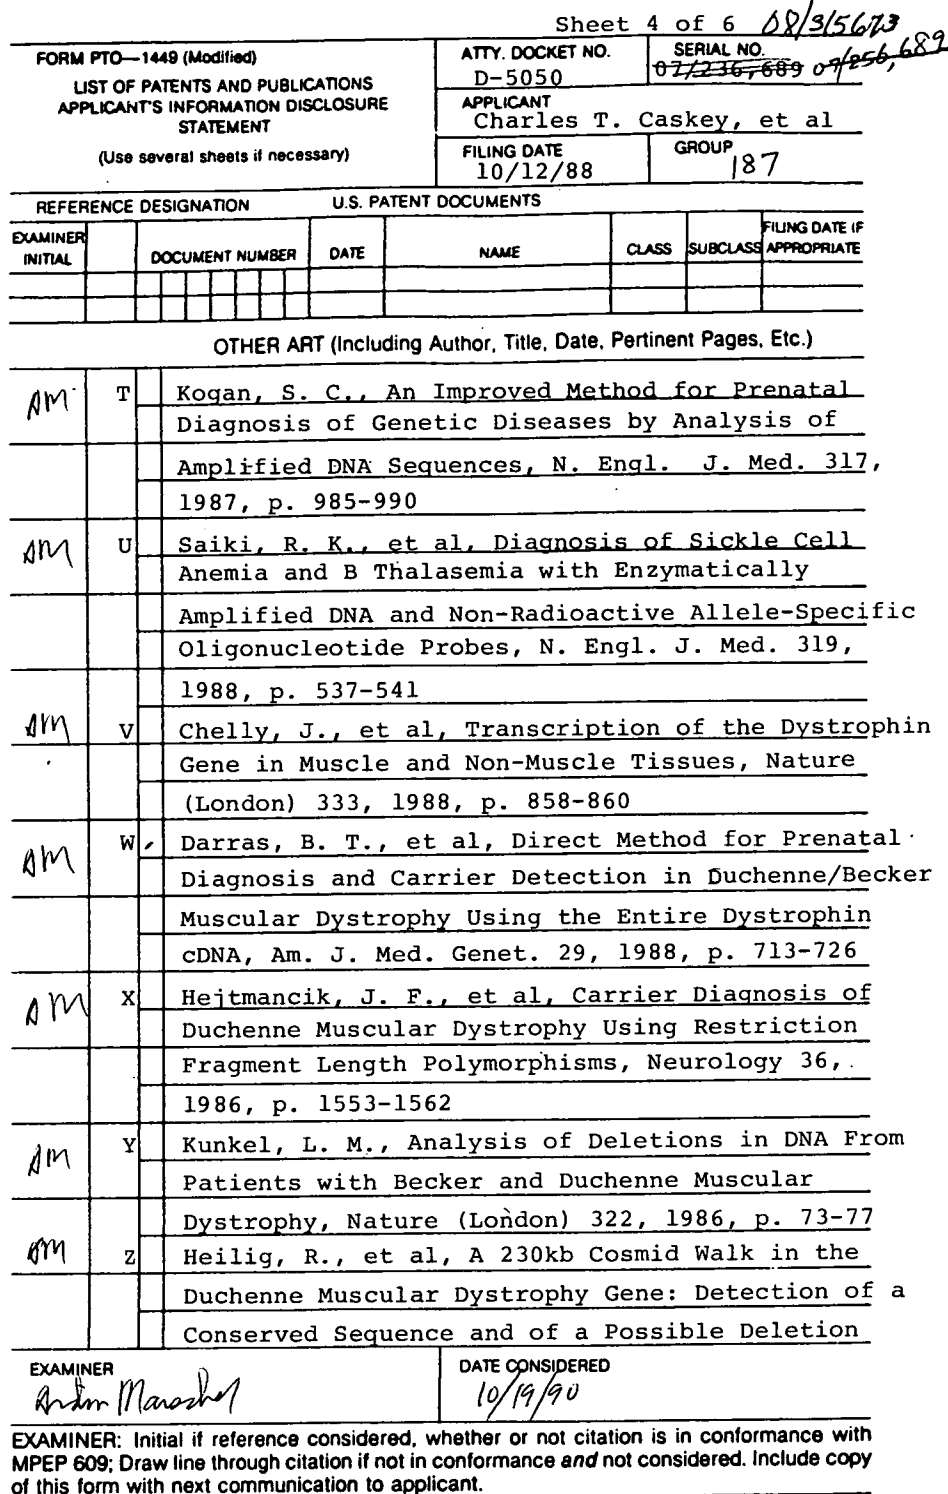 Sheet 4 of 6 08/315673
FORM PTO—1449 (Modified)
LIST OF PATENTS AND PUBLICATIONS
APPLICANT'S INFORMATION DISCLOSURE
STATEMENT
(Use several sheets if necessary)
ATTY. DOCKET NO.
D-5050
SERIAL NO.
07/236,689 07/256,689
APPLICANT
Charles T. Caskey, et al
FILING DATE
10/12/88
GROUP
187
REFERENCE DESIGNATION U.S. PATENT DOCUMENTS
EXAMINER
INITIAL
DOCUMENT NUMBER
DATE
NAME
CLASS
SUBCLASS
FILING DATE IF
APPROPRIATE
OTHER ART (Including Author, Title, Date, Pertinent Pages, Etc.)
AM T Kogan, S. C., An Improved Method for Prenatal
Diagnosis of Genetic Diseases by Analysis of
Amplified DNA Sequences, N. Engl. J. Med. 317,
1987, p. 985-990
AM U Saiki, R. K., et al, Diagnosis of Sickle Cell
Anemia and B Thalasemia with Enzymatically
Amplified DNA and Non-Radioactive Allele-Specific
Oligonucleotide Probes, N. Engl. J. Med. 319,
1988, p. 537-541
AM V Chelly, J., et al, Transcription of the Dystrophin
Gene in Muscle and Non-Muscle Tissues, Nature
(London) 333, 1988, p. 858-860
AM W Darras, B. T., et al, Direct Method for Prenatal
Diagnosis and Carrier Detection in Duchenne/Becker
Muscular Dystrophy Using the Entire Dystrophin
cDNA, Am. J. Med. Genet. 29, 1988, p. 713-726
AM X Hejtmancik, J. F., et al, Carrier Diagnosis of
Duchenne Muscular Dystrophy Using Restriction
Fragment Length Polymorphisms, Neurology 36,
1986, p. 1553-1562
AM Y Kunkel, L. M., Analysis of Deletions in DNA From
Patients with Becker and Duchenne Muscular
Dystrophy, Nature (London) 322, 1986, p. 73-77
AM Z Heilig, R., et al, A 230kb Cosmid Walk in the
Duchenne Muscular Dystrophy Gene: Detection of a
Conserved Sequence and of a Possible Deletion
EXAMINER
DATE CONSIDERED
10/19/90
EXAMINER: Initial if reference considered, whether or not citation is in conformance with
MPEP 609; Draw line through citation if not in conformance and not considered. Include copy
of this form with next communication to applicant.